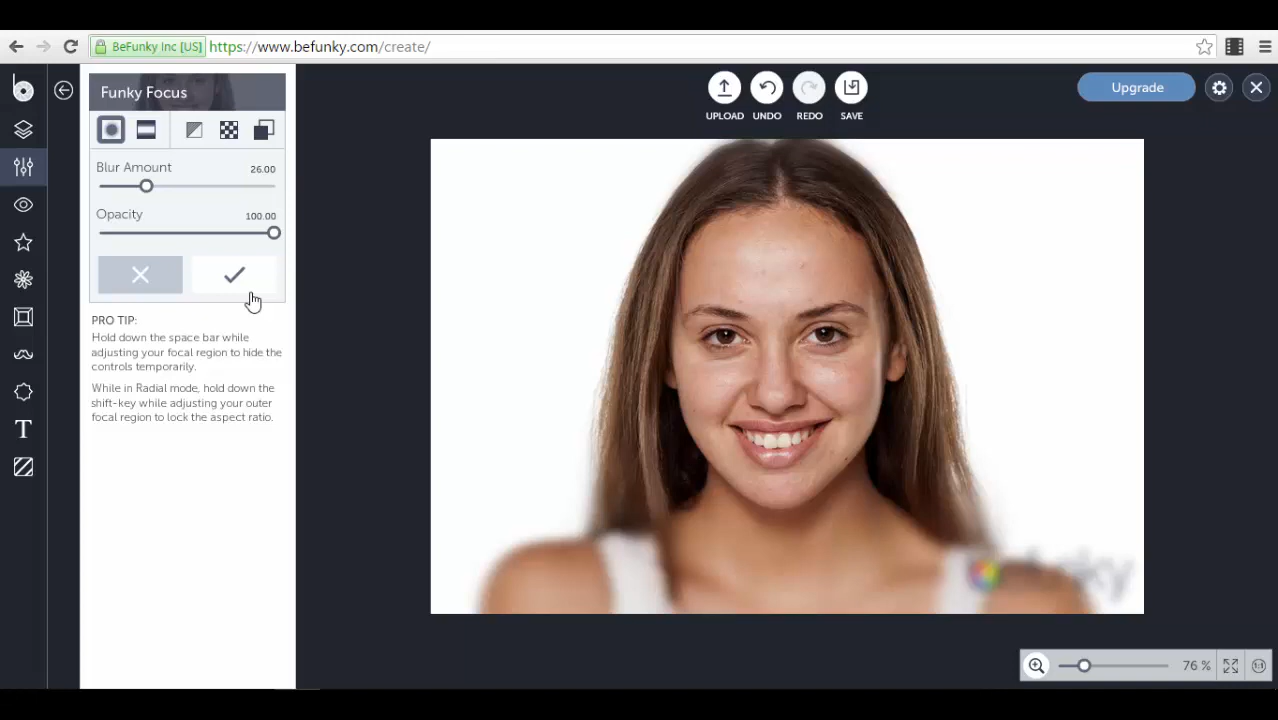 BeFunky Inc [US]
https://www.befunky.com/create/
Funky Focus
Blur Amount
26.00
Opacity
100.00
PRO TIP:
Hold down the space bar while
adjusting your focal region to hide the
controls temporarily.
While in Radial mode, hold down the
shift-key while adjusting your outer
focal region to lock the aspect ratio.
T
UPLOAD UNDO REDO SAVE
Upgrade
76 %
1:1